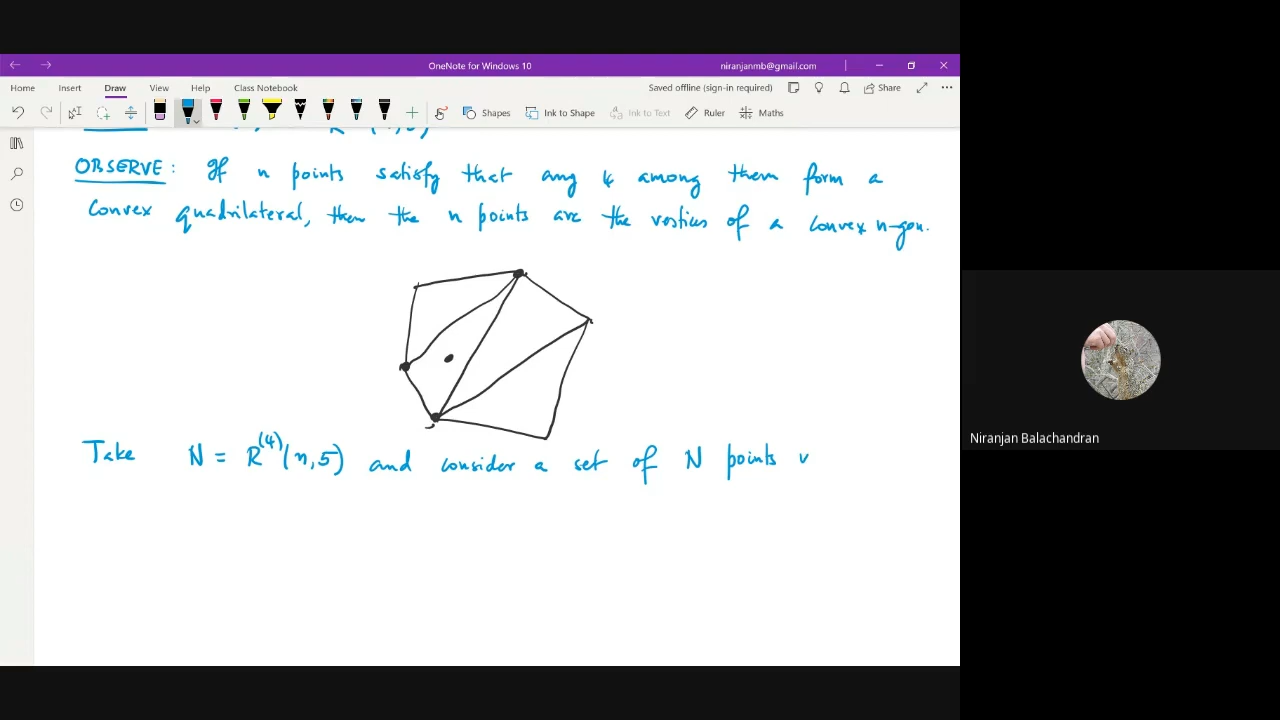 OneNote for Windows 10
niranjanmb@gmail.com
Home Insert Draw View Help Class Notebook
Saved offline (sign-in required)
Share
Shapes Ink to Shape Ink to Text Ruler Maths
OBSERVE: If n points satisfy that any 4 among them form a
convex quadrilateral, then the n points are the vertices of a convex n-gon.
Take N = R^(4)(n,5) and consider a set of N points
Niranjan Balachandran